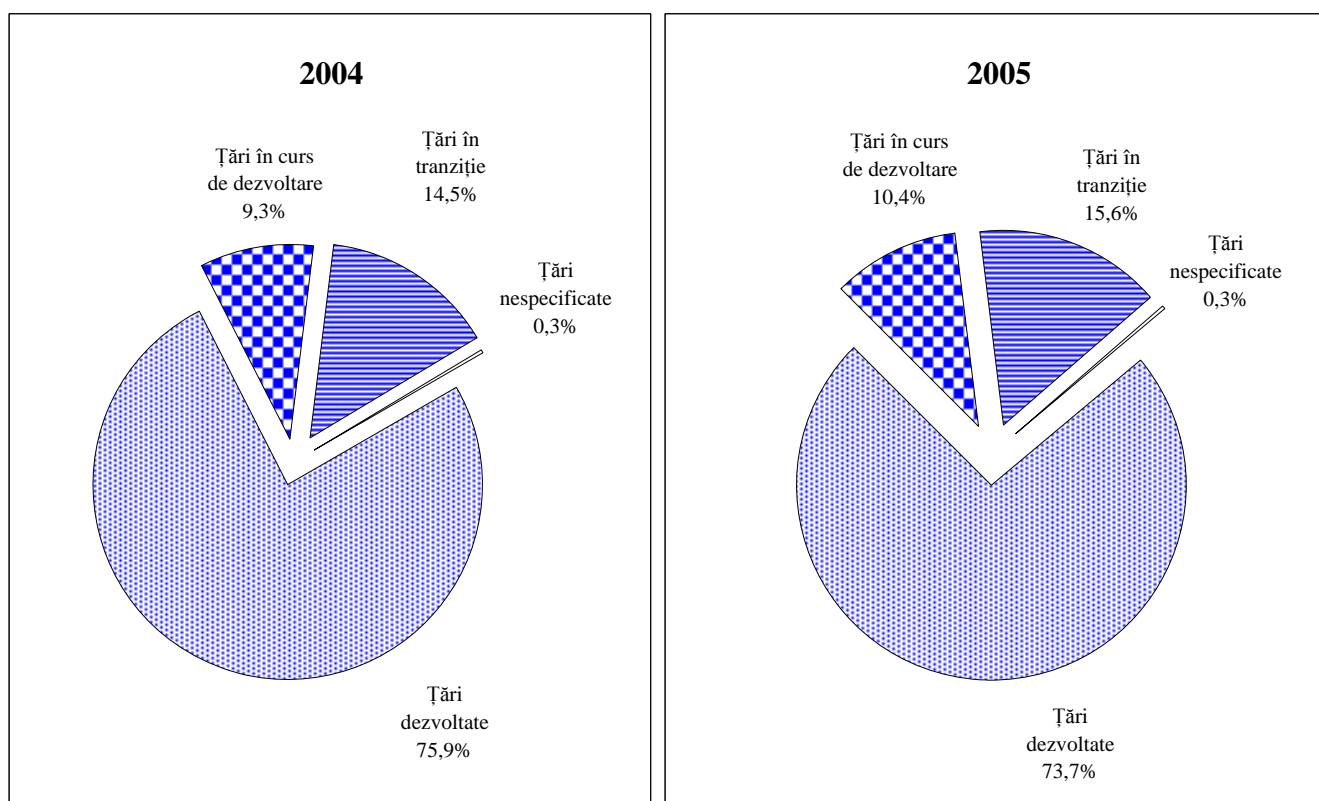 2004
Țări în curs
de dezvoltare
9,3%
Țări în
tranziție
14,5%
Țări
nespecificate
0,3%
Țări
dezvoltate
75,9%
2005
Țări în curs
de dezvoltare
10,4%
Țări în
tranziție
15,6%
Țări
nespecificate
0,3%
Țări
dezvoltate
73,7%